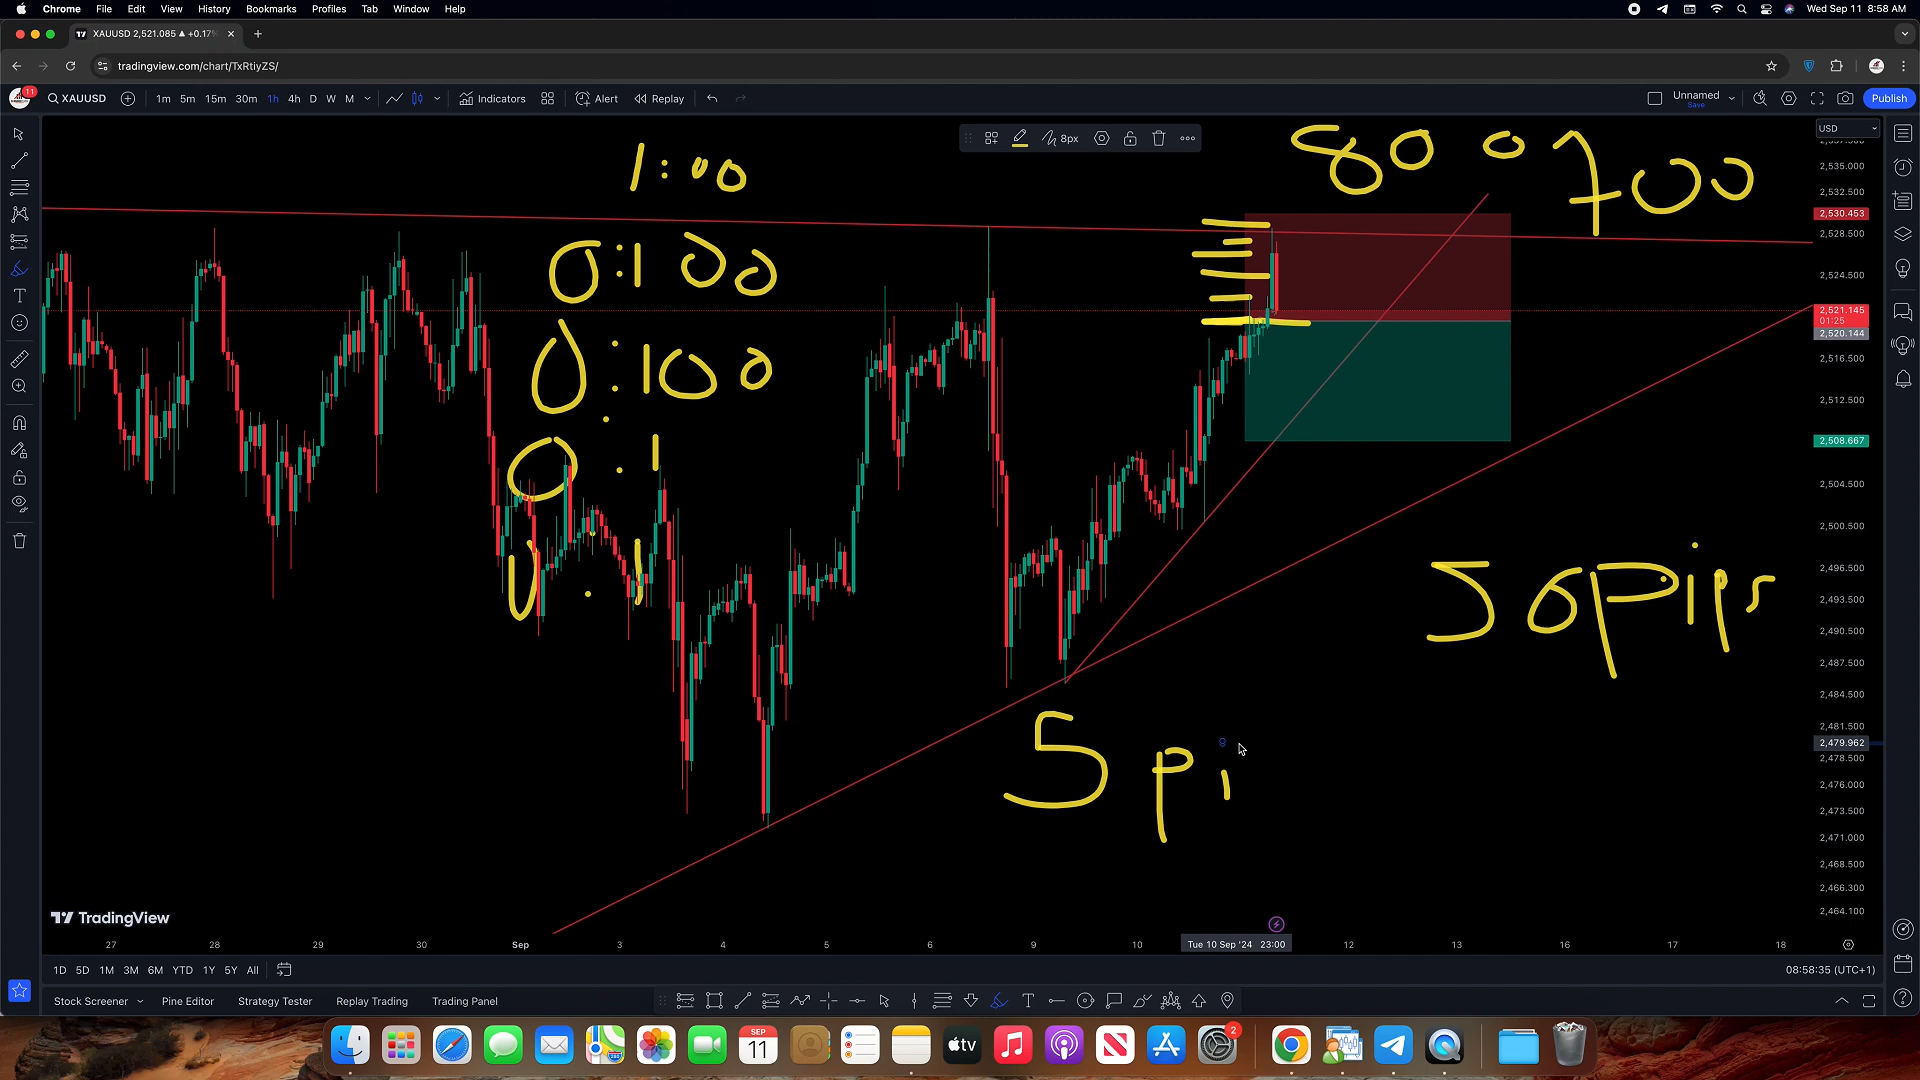 Chrome File Edit View History Bookmarks Profiles Tab Window Help Wed Sep 11 8:58 AM
XAUUSD 2,521.085 ▲ +0.17%
tradingview.com/chart/TxRtiyZS/
11 XAUUSD 1m 5m 15m 30m 1h 4h D W M Indicators Alert Replay Unnamed Save Publish
8px
USD
1:00
800 700
0:100
0:100
0:1
0:1
50pips
5 pi
2,535.000
2,532.500
2,530.453
2,528.500
2,524.500
2,521.145
01:25
2,520.144
2,516.500
2,512.500
2,508.667
2,504.500
2,500.500
2,496.500
2,493.500
2,490.500
2,487.500
2,484.500
2,481.500
2,479.962
2,478.500
2,476.000
2,473.500
2,471.000
2,468.500
2,466.300
2,464.100
TradingView
27 28 29 30 Sep 3 4 5 6 9 10 Tue 10 Sep '24 23:00 12 13 16 17 18
1D 5D 1M 3M 6M YTD 1Y 5Y All 08:58:35 (UTC+1)
Stock Screener Pine Editor Strategy Tester Replay Trading Trading Panel
SEP
11
tv
2